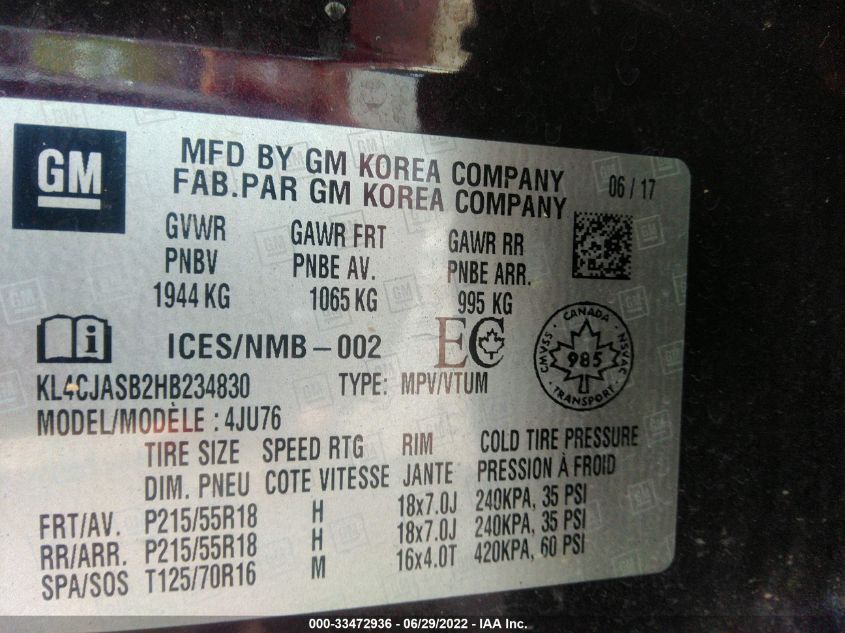 GM
MFD BY GM KOREA COMPANY
FAB.PAR GM KOREA COMPANY
06 / 17
GVWR GAWR FRT GAWR RR
PNBV PNBE AV. PNBE ARR.
1944 KG 1065 KG 995 KG
i ICES/NMB-002 EC
CANADA
CMVSS 985 NSVAC
TRANSPORT
KL4CJASB2HB234830 TYPE: MPV/VTUM
MODEL/MODÈLE : 4JU76
TIRE SIZE SPEED RTG RIM COLD TIRE PRESSURE
DIM. PNEU COTE VITESSE JANTE PRESSION À FROID
FRT/AV. P215/55R18 H 18x7.0J 240KPA, 35 PSI
RR/ARR. P215/55R18 H 18x7.0J 240KPA, 35 PSI
SPA/SOS T125/70R16 M 16x4.0T 420KPA, 60 PSI
000-33472936 - 06/29/2022 - IAA Inc.